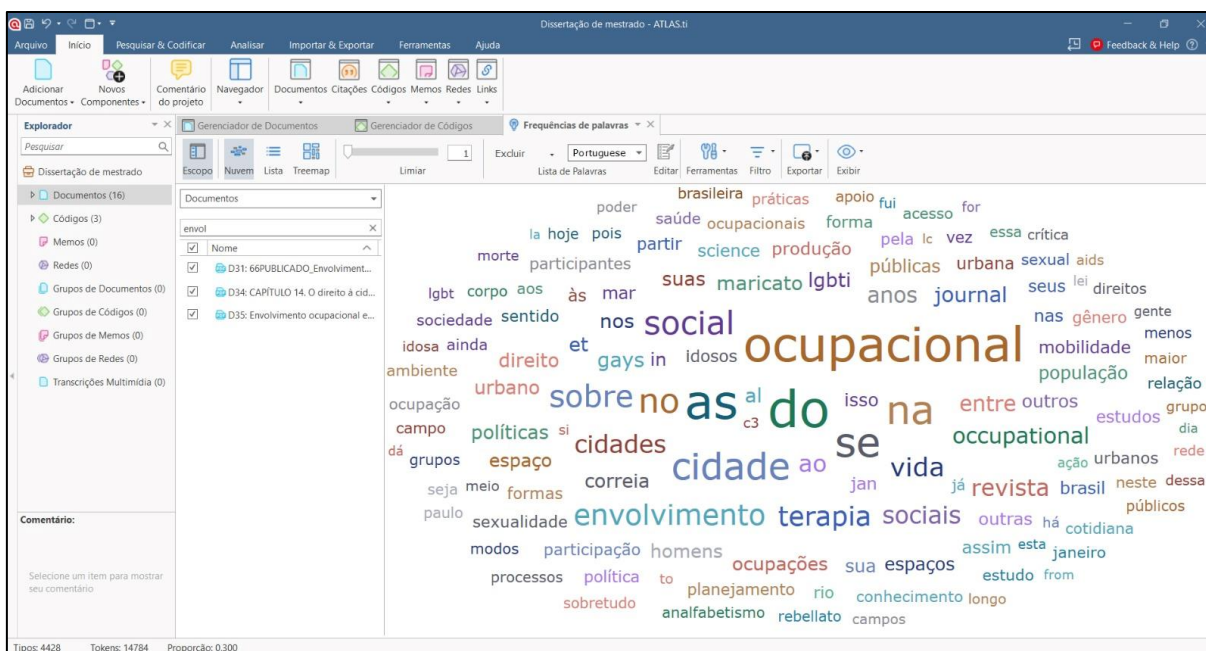 Dissertação de mestrado - ATLAS.ti
Arquivo Início Pesquisar & Codificar Analisar Importar & Exportar Ferramentas Ajuda Feedback & Help
Adicionar Documentos Novos Componentes Comentário do projeto Navegador Documentos Citações Códigos Memos Redes Links
Explorador
Gerenciador de Documentos Gerenciador de Códigos Frequências de palavras
Pesquisar
Escopo Nuvem Lista Treemap Limiar 1 Excluir Portuguese Lista de Palavras Editar Ferramentas Filtro Exportar Exibir
Dissertação de mestrado
Documentos (16)
Códigos (3)
Memos (0)
Redes (0)
Grupos de Documentos (0)
Grupos de Códigos (0)
Grupos de Memos (0)
Grupos de Redes (0)
Transcrições Multimídia (0)
Comentário:
Selecione um item para mostrar
seu comentário
Documentos
envol
Nome
D31: 66PUBLICADO_Envolviment...
D34: CAPÍTULO 14. O direito à cid...
D35: Envolvimento ocupacional e...
brasileira práticas apoio fui
poder saúde ocupacionais forma acesso for
la hoje pois partir science produção pela lc vez essa crítica
morte participantes públicas urbana sexual aids
lgbt corpo aos às mar suas maricato lgbti anos journal seus lei direitos
sociedade sentido nos social nas gênero gente
idosa ainda et gays in idosos ocupacional mobilidade menos
ambiente direito população maior
urbano relação
ocupação sobre no as al do isso na entre outros estudos grupo
campo políticas si cidades c3 se occupational dia
dá grupos espaço cidade ao vida ação urbanos rede
seja meio formas correia jan já revista brasil neste dessa
paulo sexualidade envolvimento terapia sociais outras há cotidiana públicos
modos participação homens assim esta janeiro
processos política to ocupações sua espaços estudo from
sobretudo planejamento rio conhecimento longo
analfabetismo rebellato campos
Tipos: 4428 Tokens: 14784 Proporção: 0.300